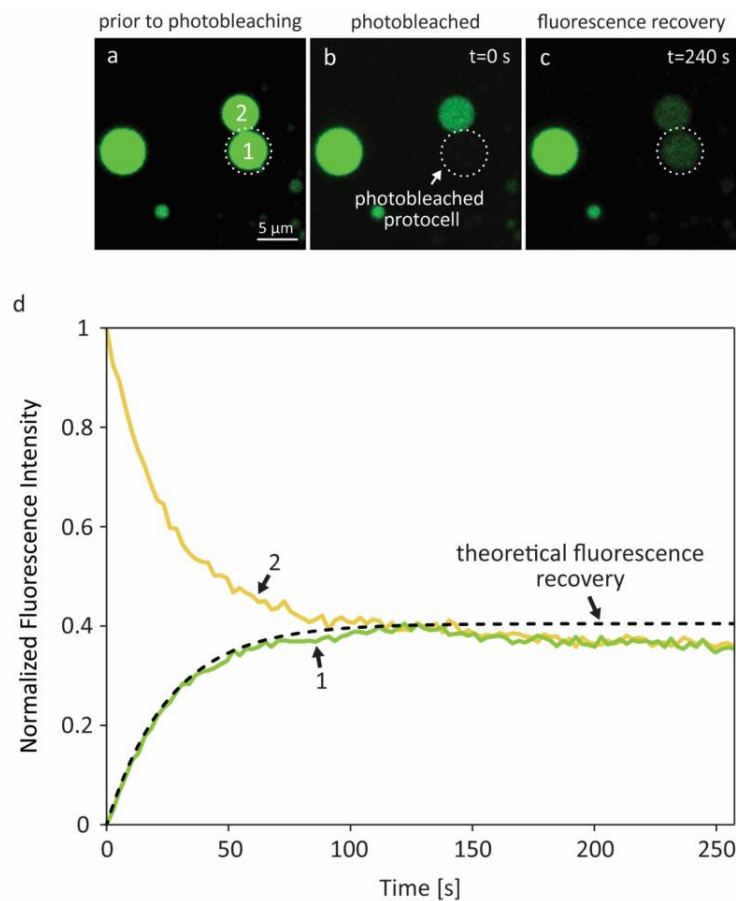 prior to photobleaching
photobleached
fluorescence recovery
a
2
1
5 µm
b
t=0 s
photobleached
protocell
c
t=240 s
d
Normalized Fluorescence Intensity
1
0.8
0.6
0.4
0.2
0
2
1
theoretical fluorescence
recovery
0
50
100
150
200
250
Time [s]